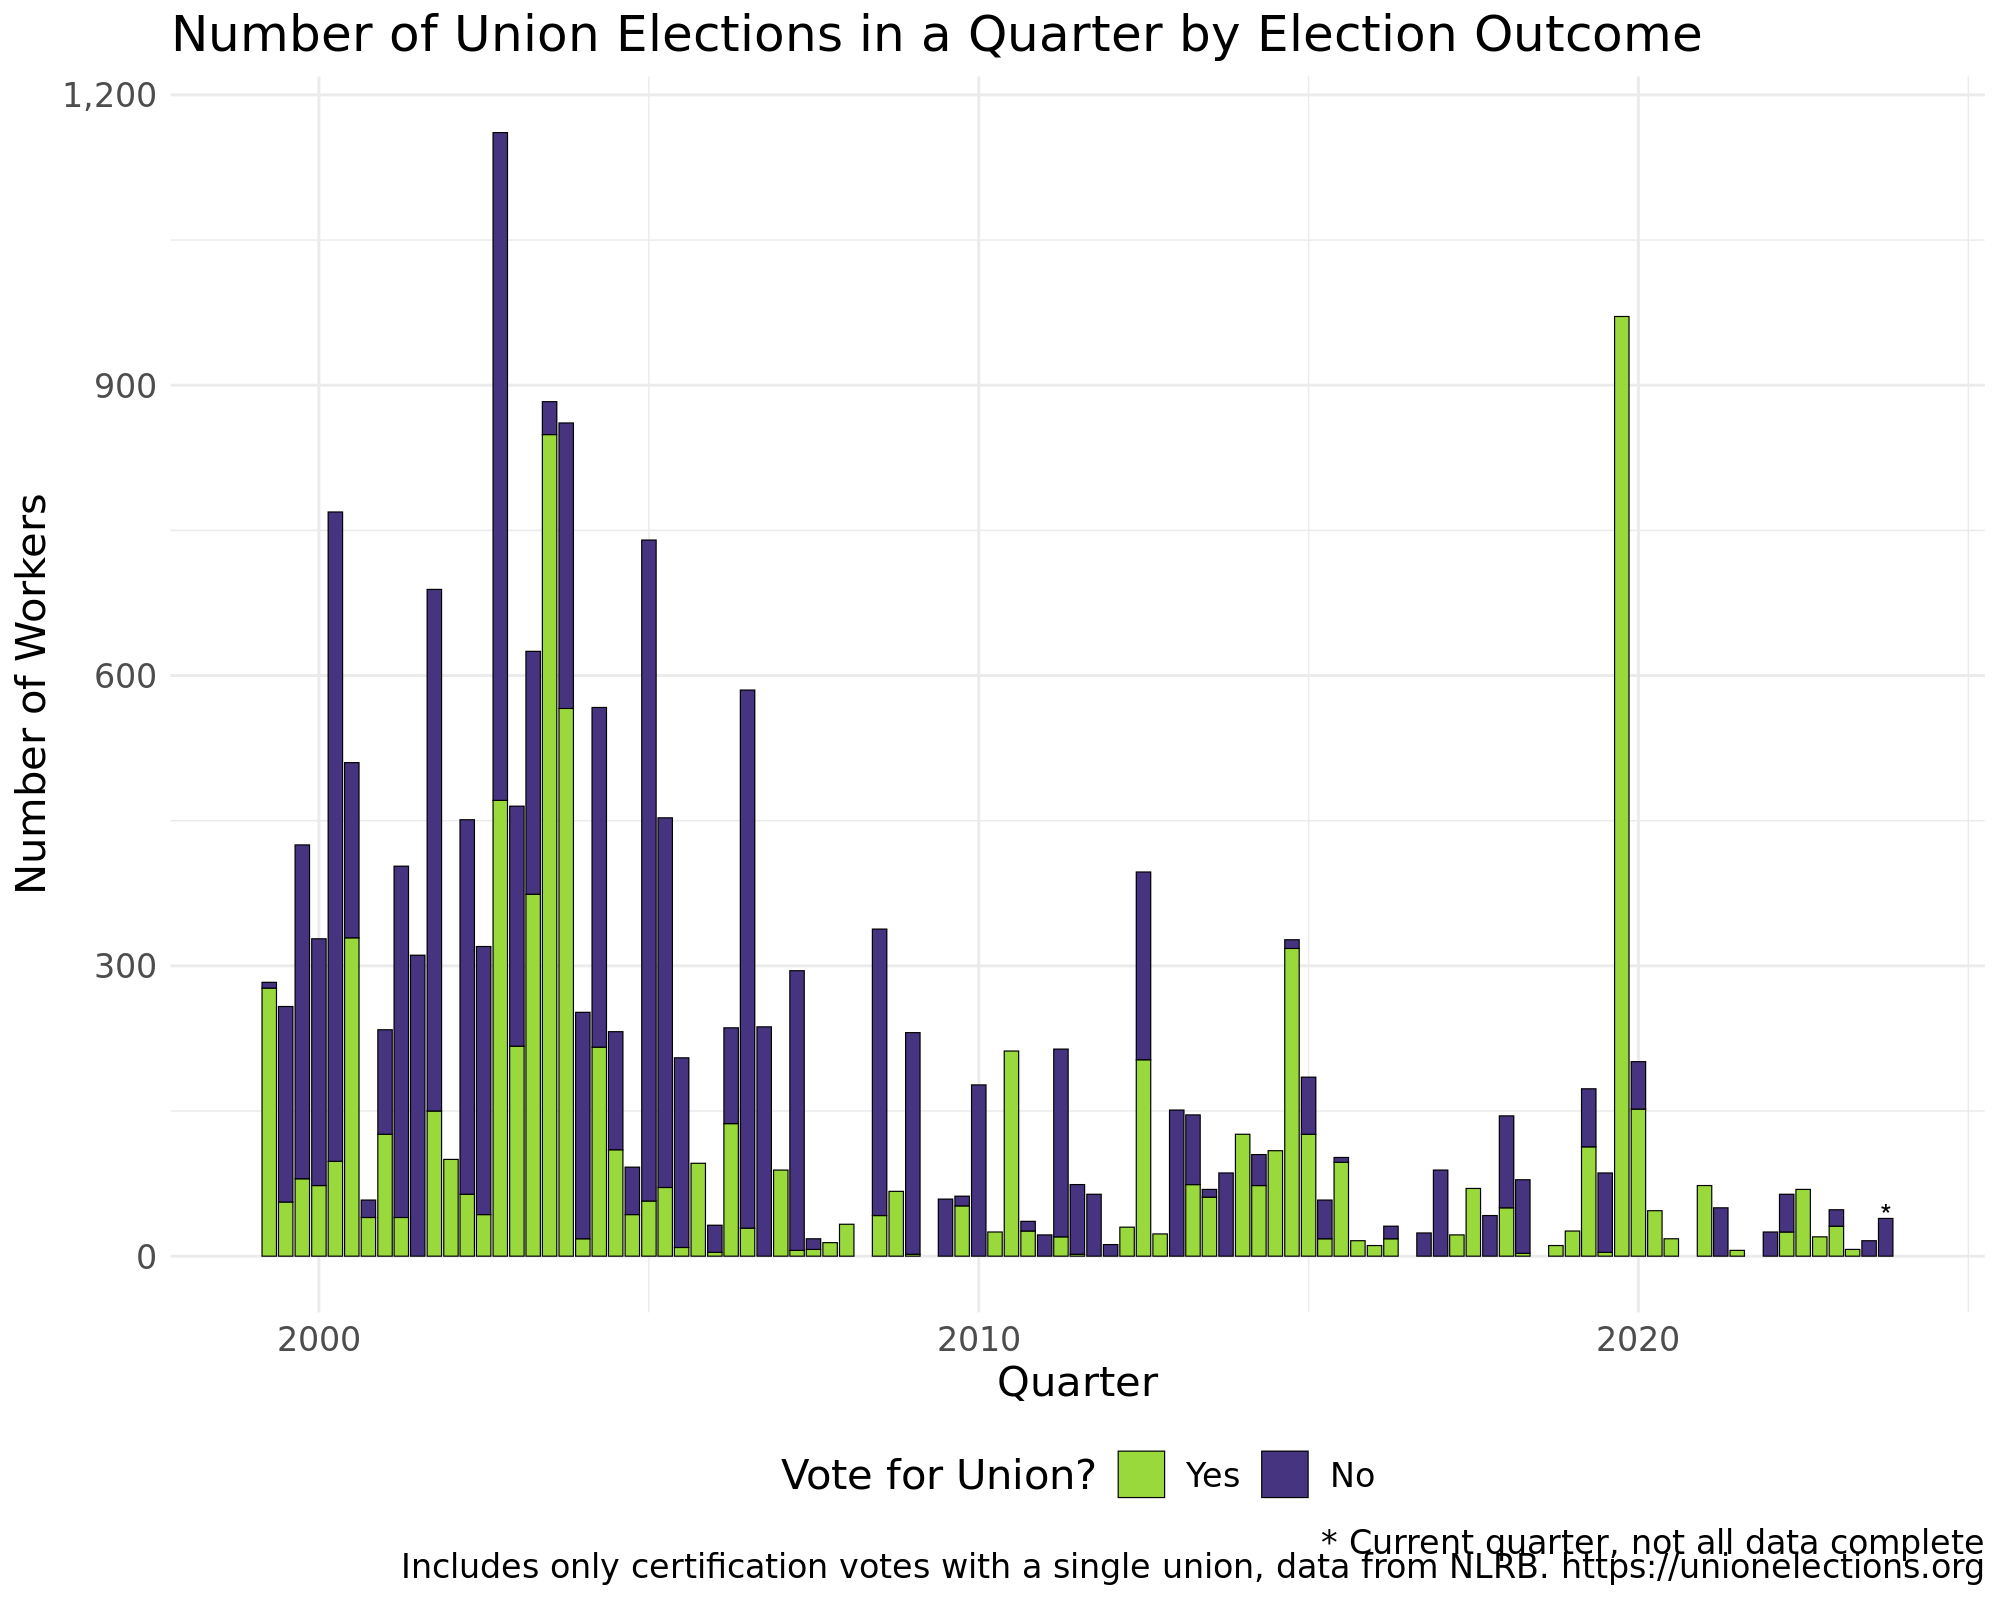 Number of Union Elections in a Quarter by Election Outcome
1,200
900
600
300
0
Number of Workers
*
2000 2010 2020
Quarter
Vote for Union? Yes No
* Current quarter, not all data complete
Includes only certification votes with a single union, data from NLRB. https://unionelections.org